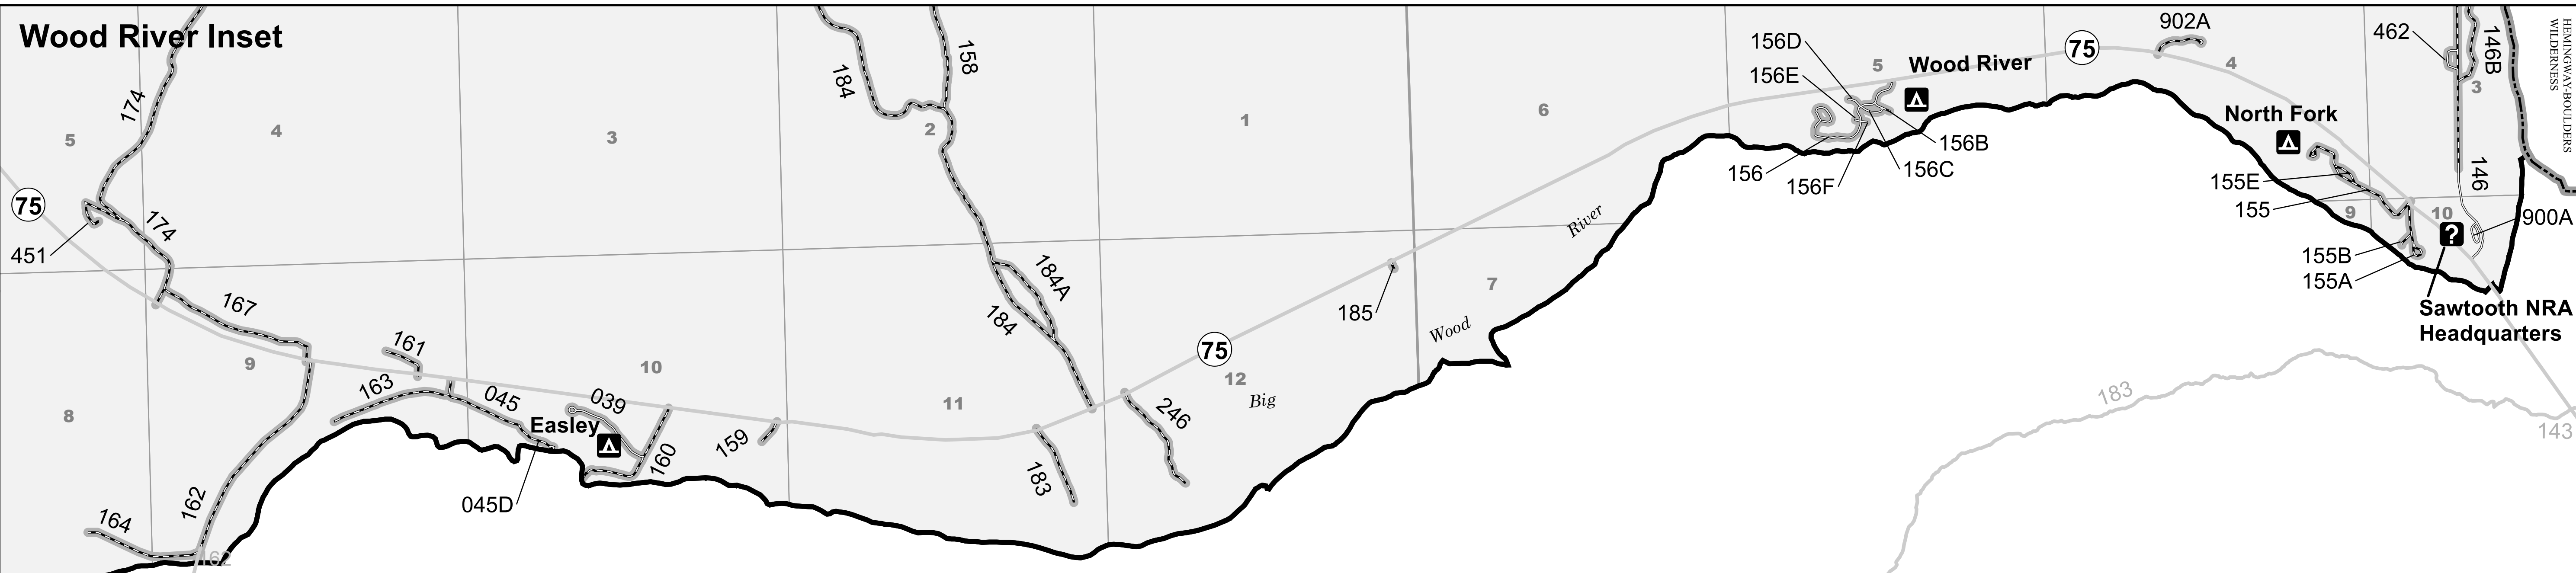 Wood River Inset
174
5
4
3
184
158
2
1
6
156D
156E
5
Wood River
75
902A
4
462
146B
3
HEMINGWAY-BOULDERS
WILDERNESS
North Fork
156B
156C
156
156F
155E
155
9
10
146
900A
155B
155A
Sawtooth NRA
Headquarters
75
451
174
167
184A
184
185
7
River
Wood
75
12
Big
9
161
163
045
10
039
Easley
160
159
11
183
246
8
162
164
045D
162
183
143